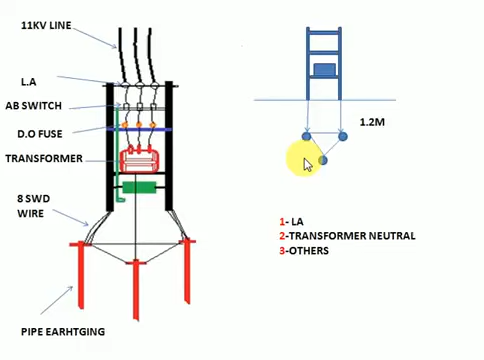 11KV LINE
L.A
AB SWITCH
D.O FUSE
TRANSFORMER
8 SWD
WIRE
PIPE EARHTGING
1.2M
1- LA
2-TRANSFORMER NEUTRAL
3-OTHERS